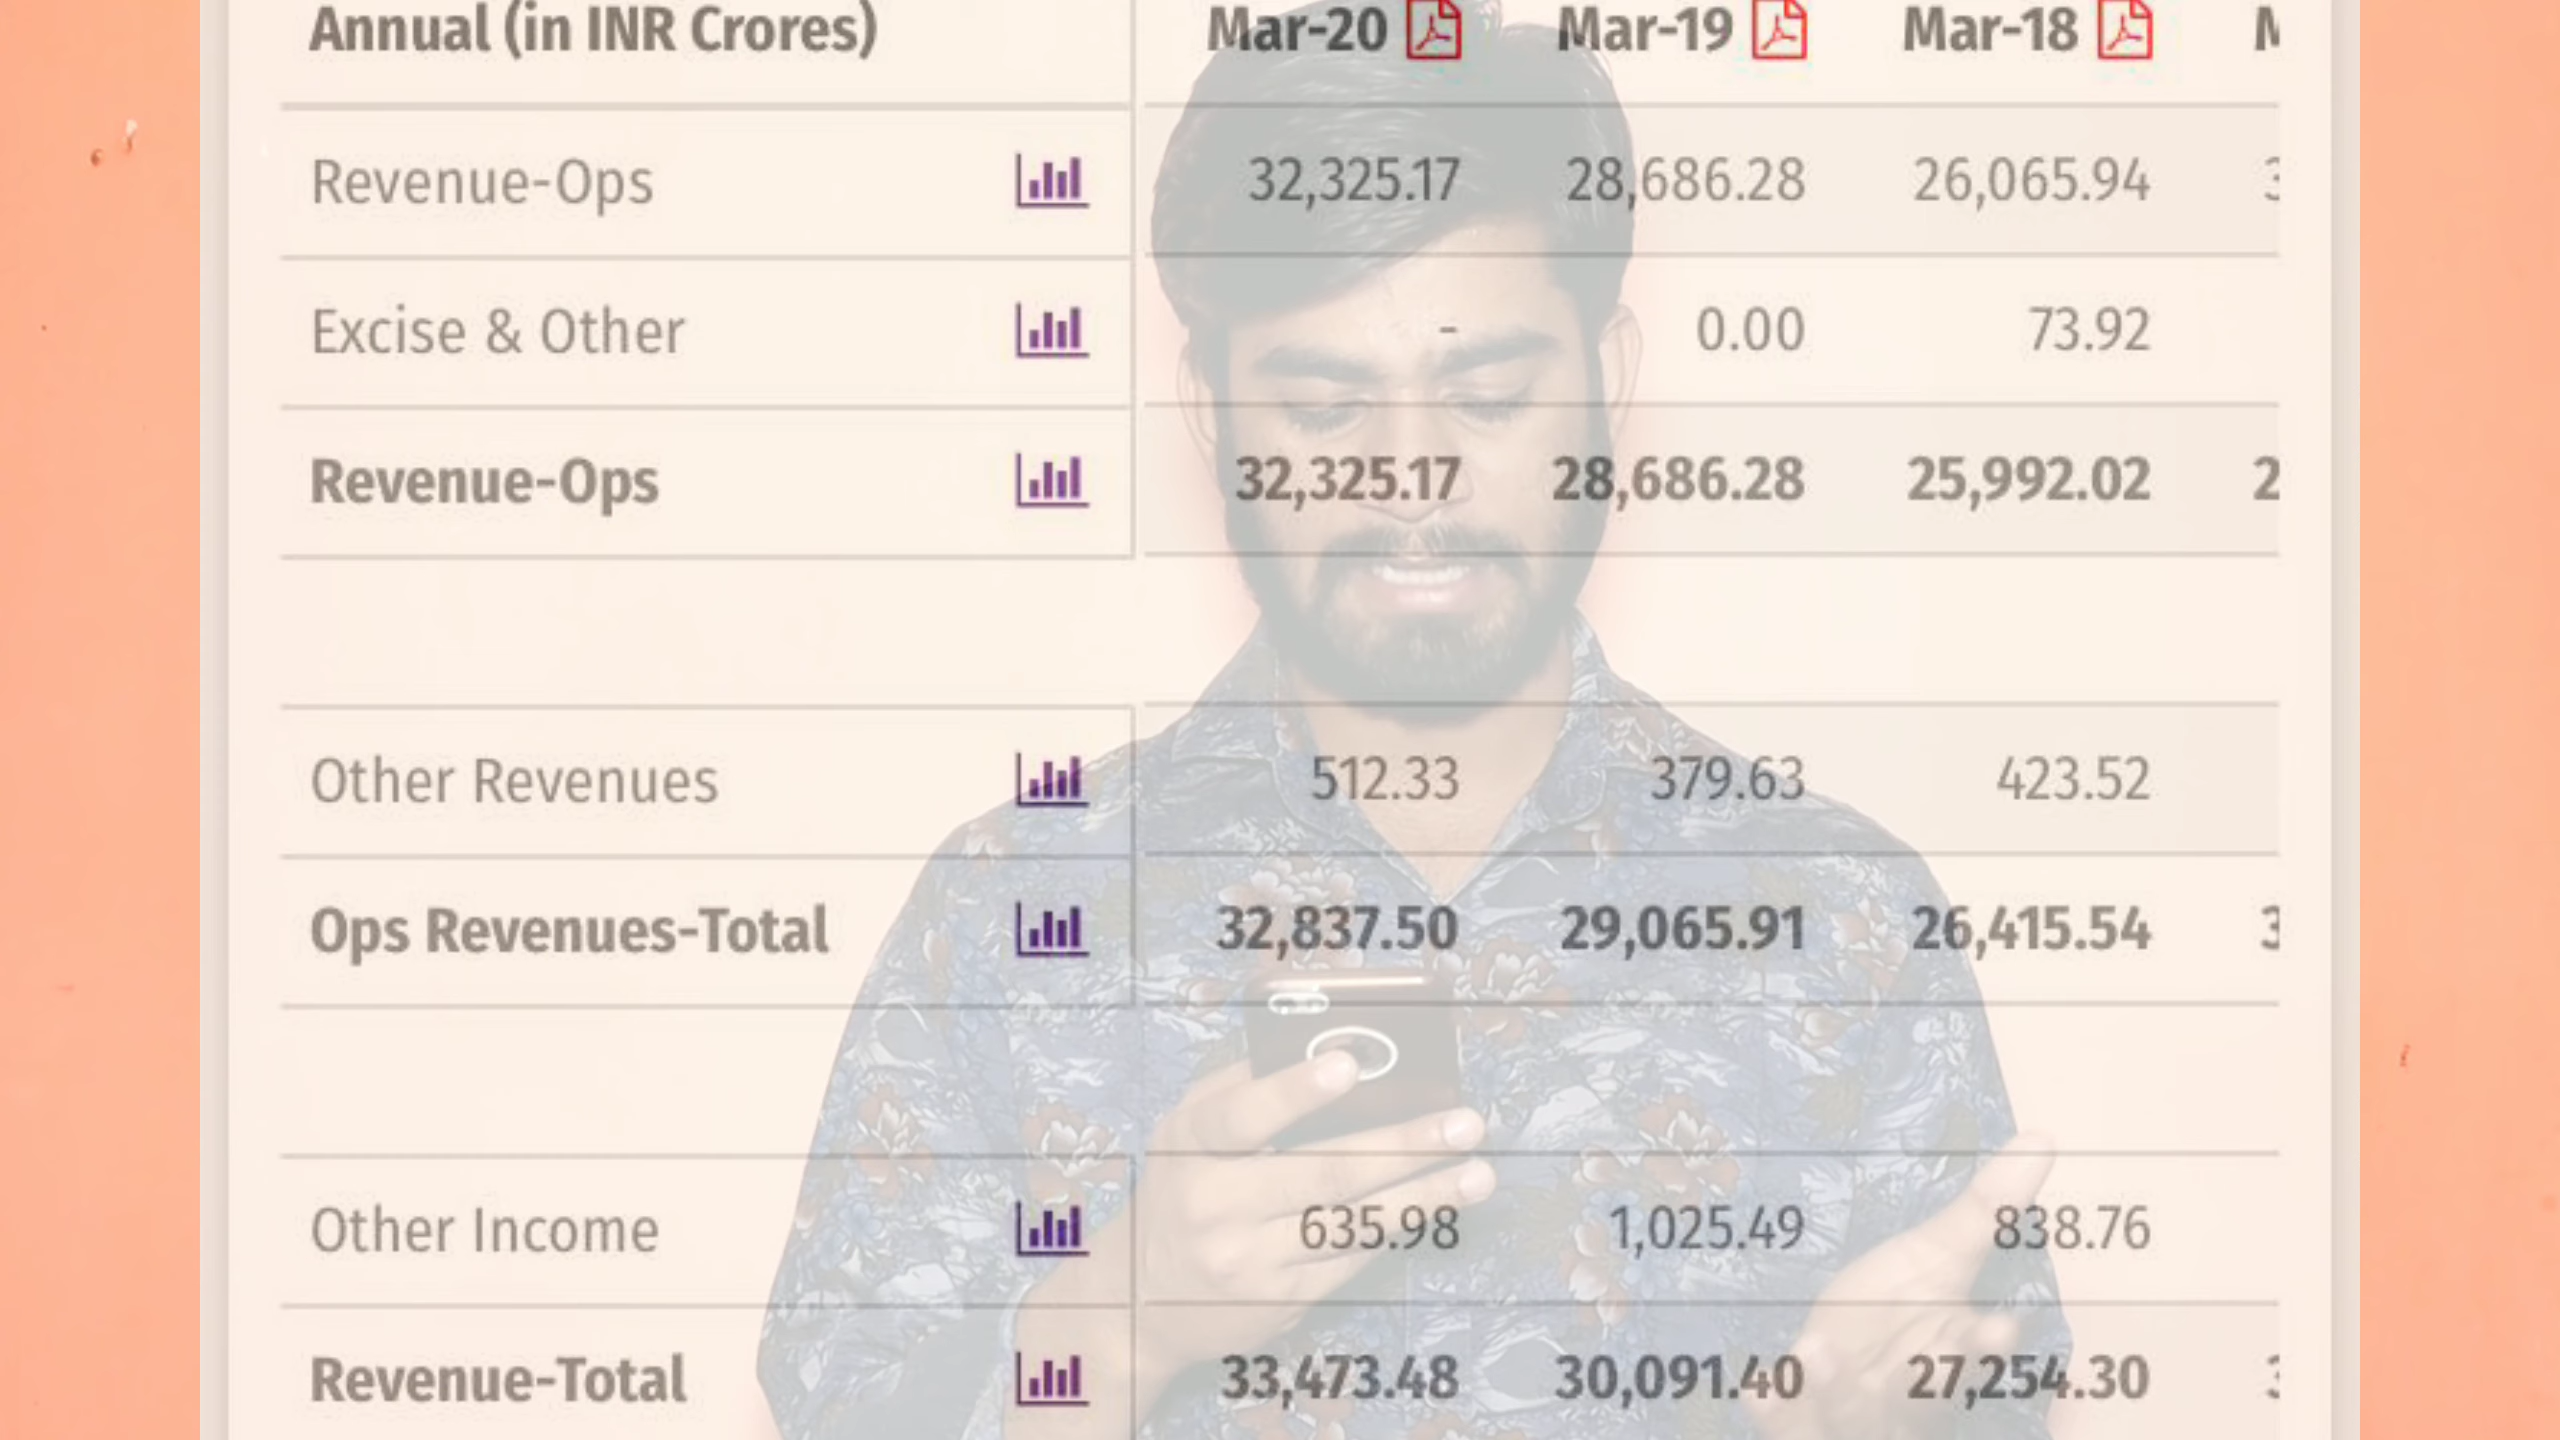 Annual (in INR Crores) Mar-20 Mar-19 Mar-18
Revenue-Ops 32,325.17 28,686.28 26,065.94
Excise & Other - 0.00 73.92
Revenue-Ops 32,325.17 28,686.28 25,992.02
Other Revenues 512.33 379.63 423.52
Ops Revenues-Total 32,837.50 29,065.91 26,415.54
Other Income 635.98 1,025.49 838.76
Revenue-Total 33,473.48 30,091.40 27,254.30